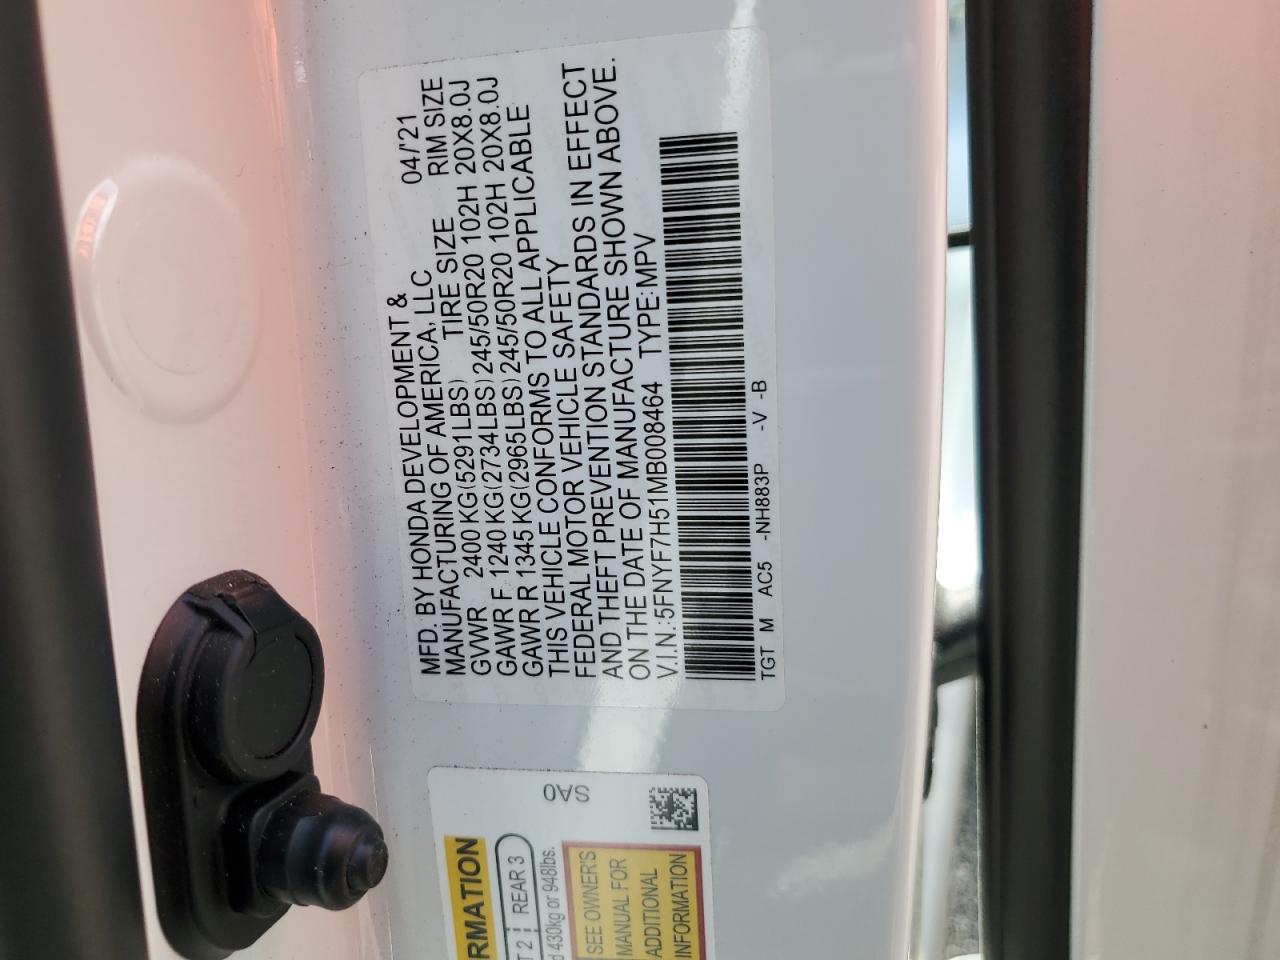 MFD. BY HONDA DEVELOPMENT & 04/'21
MANUFACTURING OF AMERICA, LLC RIM SIZE
GVWR 2400 KG(5291LBS) TIRE SIZE 20X8.0J
GAWR F 1240 KG(2734LBS) 245/50R20 102H 20X8.0J
GAWR R 1345 KG(2965LBS) 245/50R20 102H
THIS VEHICLE CONFORMS TO ALL APPLICABLE
FEDERAL MOTOR VEHICLE SAFETY
AND THEFT PREVENTION STANDARDS IN EFFECT
ON THE DATE OF MANUFACTURE SHOWN ABOVE.
V.I.N.:5FNYF7H51MB008464 TYPE:MPV
TGT M AC5 -NH883P -V -B
SA0
RMATION
T 2 REAR 3
d 430kg or 948lbs.
SEE OWNER'S
MANUAL FOR
ADDITIONAL
INFORMATION